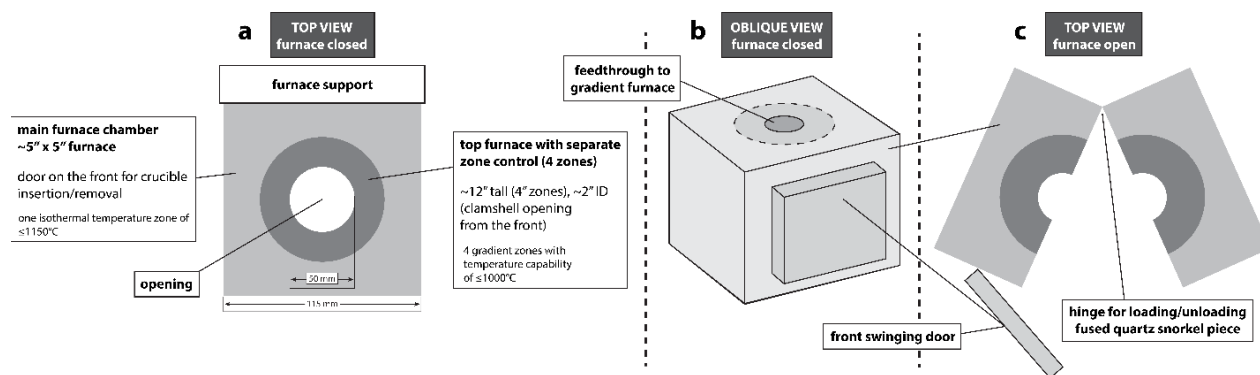 a
TOP VIEW
furnace closed
furnace support
main furnace chamber
~5” x 5” furnace
door on the front for crucible
insertion/removal
one isothermal temperature zone of
≤1150°C
opening
50 mm
115 mm
top furnace with separate
zone control (4 zones)
~12” tall (4” zones), ~2” ID
(clamshell opening
from the front)
4 gradient zones with
temperature capability
of ≤1000°C
b
OBLIQUE VIEW
furnace closed
feedthrough to
gradient furnace
front swinging door
c
TOP VIEW
furnace open
hinge for loading/unloading
fused quartz snorkel piece